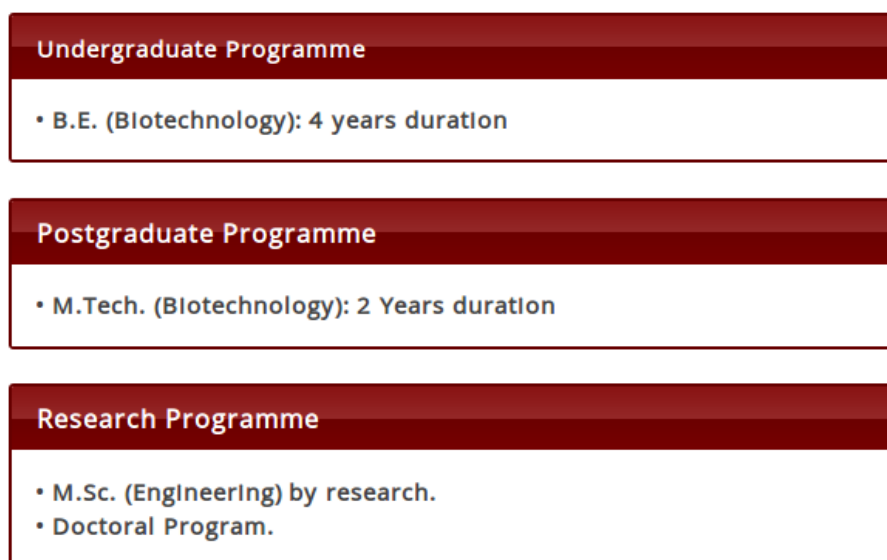 Undergraduate Programme
• B.E. (Biotechnology): 4 years duration
Postgraduate Programme
• M.Tech. (Biotechnology): 2 Years duration
Research Programme
• M.Sc. (Engineering) by research.
• Doctoral Program.